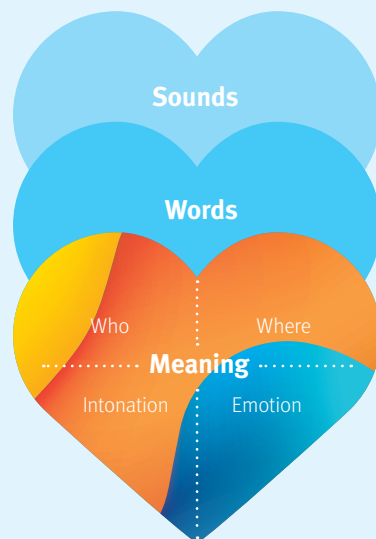 Sounds
Words
Who
Where
Meaning
Intonation
Emotion